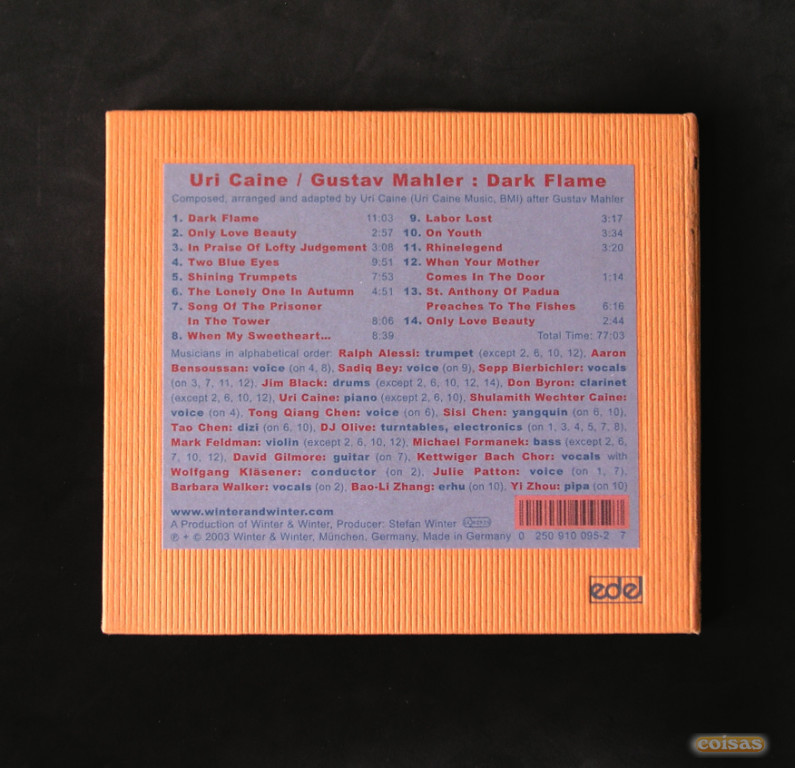 Uri Caine / Gustav Mahler : Dark Flame
Composed, arranged and adapted by Uri Caine (Uri Caine Music, BMI) after Gustav Mahler
1. Dark Flame 11:03
2. Only Love Beauty 2:57
3. In Praise Of Lofty Judgement 3:08
4. Two Blue Eyes 9:51
5. Shining Trumpets 7:53
6. The Lonely One In Autumn 4:51
7. Song Of The Prisoner
In The Tower 8:06
8. When My Sweetheart... 8:39
9. Labor Lost 3:17
10. On Youth 3:34
11. Rhinelegend 3:20
12. When Your Mother
Comes In The Door 1:14
13. St. Anthony Of Padua
Preaches To The Fishes 6:16
14. Only Love Beauty 2:44
Total Time: 77:03
Musicians in alphabetical order: Ralph Alessi: trumpet (except 2, 6, 10, 12), Aaron
Bensoussan: voice (on 4, 8), Sadiq Bey: voice (on 9), Sepp Bierbichler: vocals
(on 3, 7, 11, 12), Jim Black: drums (except 2, 6, 10, 12, 14), Don Byron: clarinet
(except 2, 6, 10, 12), Uri Caine: piano (except 2, 6, 10), Shulamith Wechter Caine:
voice (on 4), Tong Qiang Chen: voice (on 6), Sisi Chen: yangquin (on 6, 10),
Tao Chen: dizi (on 6, 10), DJ Olive: turntables, electronics (on 1, 3, 4, 5, 7, 8),
Mark Feldman: violin (except 2, 6, 10, 12), Michael Formanek: bass (except 2, 6,
7, 10, 12), David Gilmore: guitar (on 7), Kettwiger Bach Chor: vocals with
Wolfgang Kläsener: conductor (on 2), Julie Patton: voice (on 1, 7),
Barbara Walker: vocals (on 2), Bao-Li Zhang: erhu (on 10), Yi Zhou: pipa (on 10)
www.winterandwinter.com
A Production of Winter & Winter, Producer: Stefan Winter
℗ + © 2003 Winter & Winter, München, Germany, Made in Germany
0 250 910 095-2 7
edel
coisas